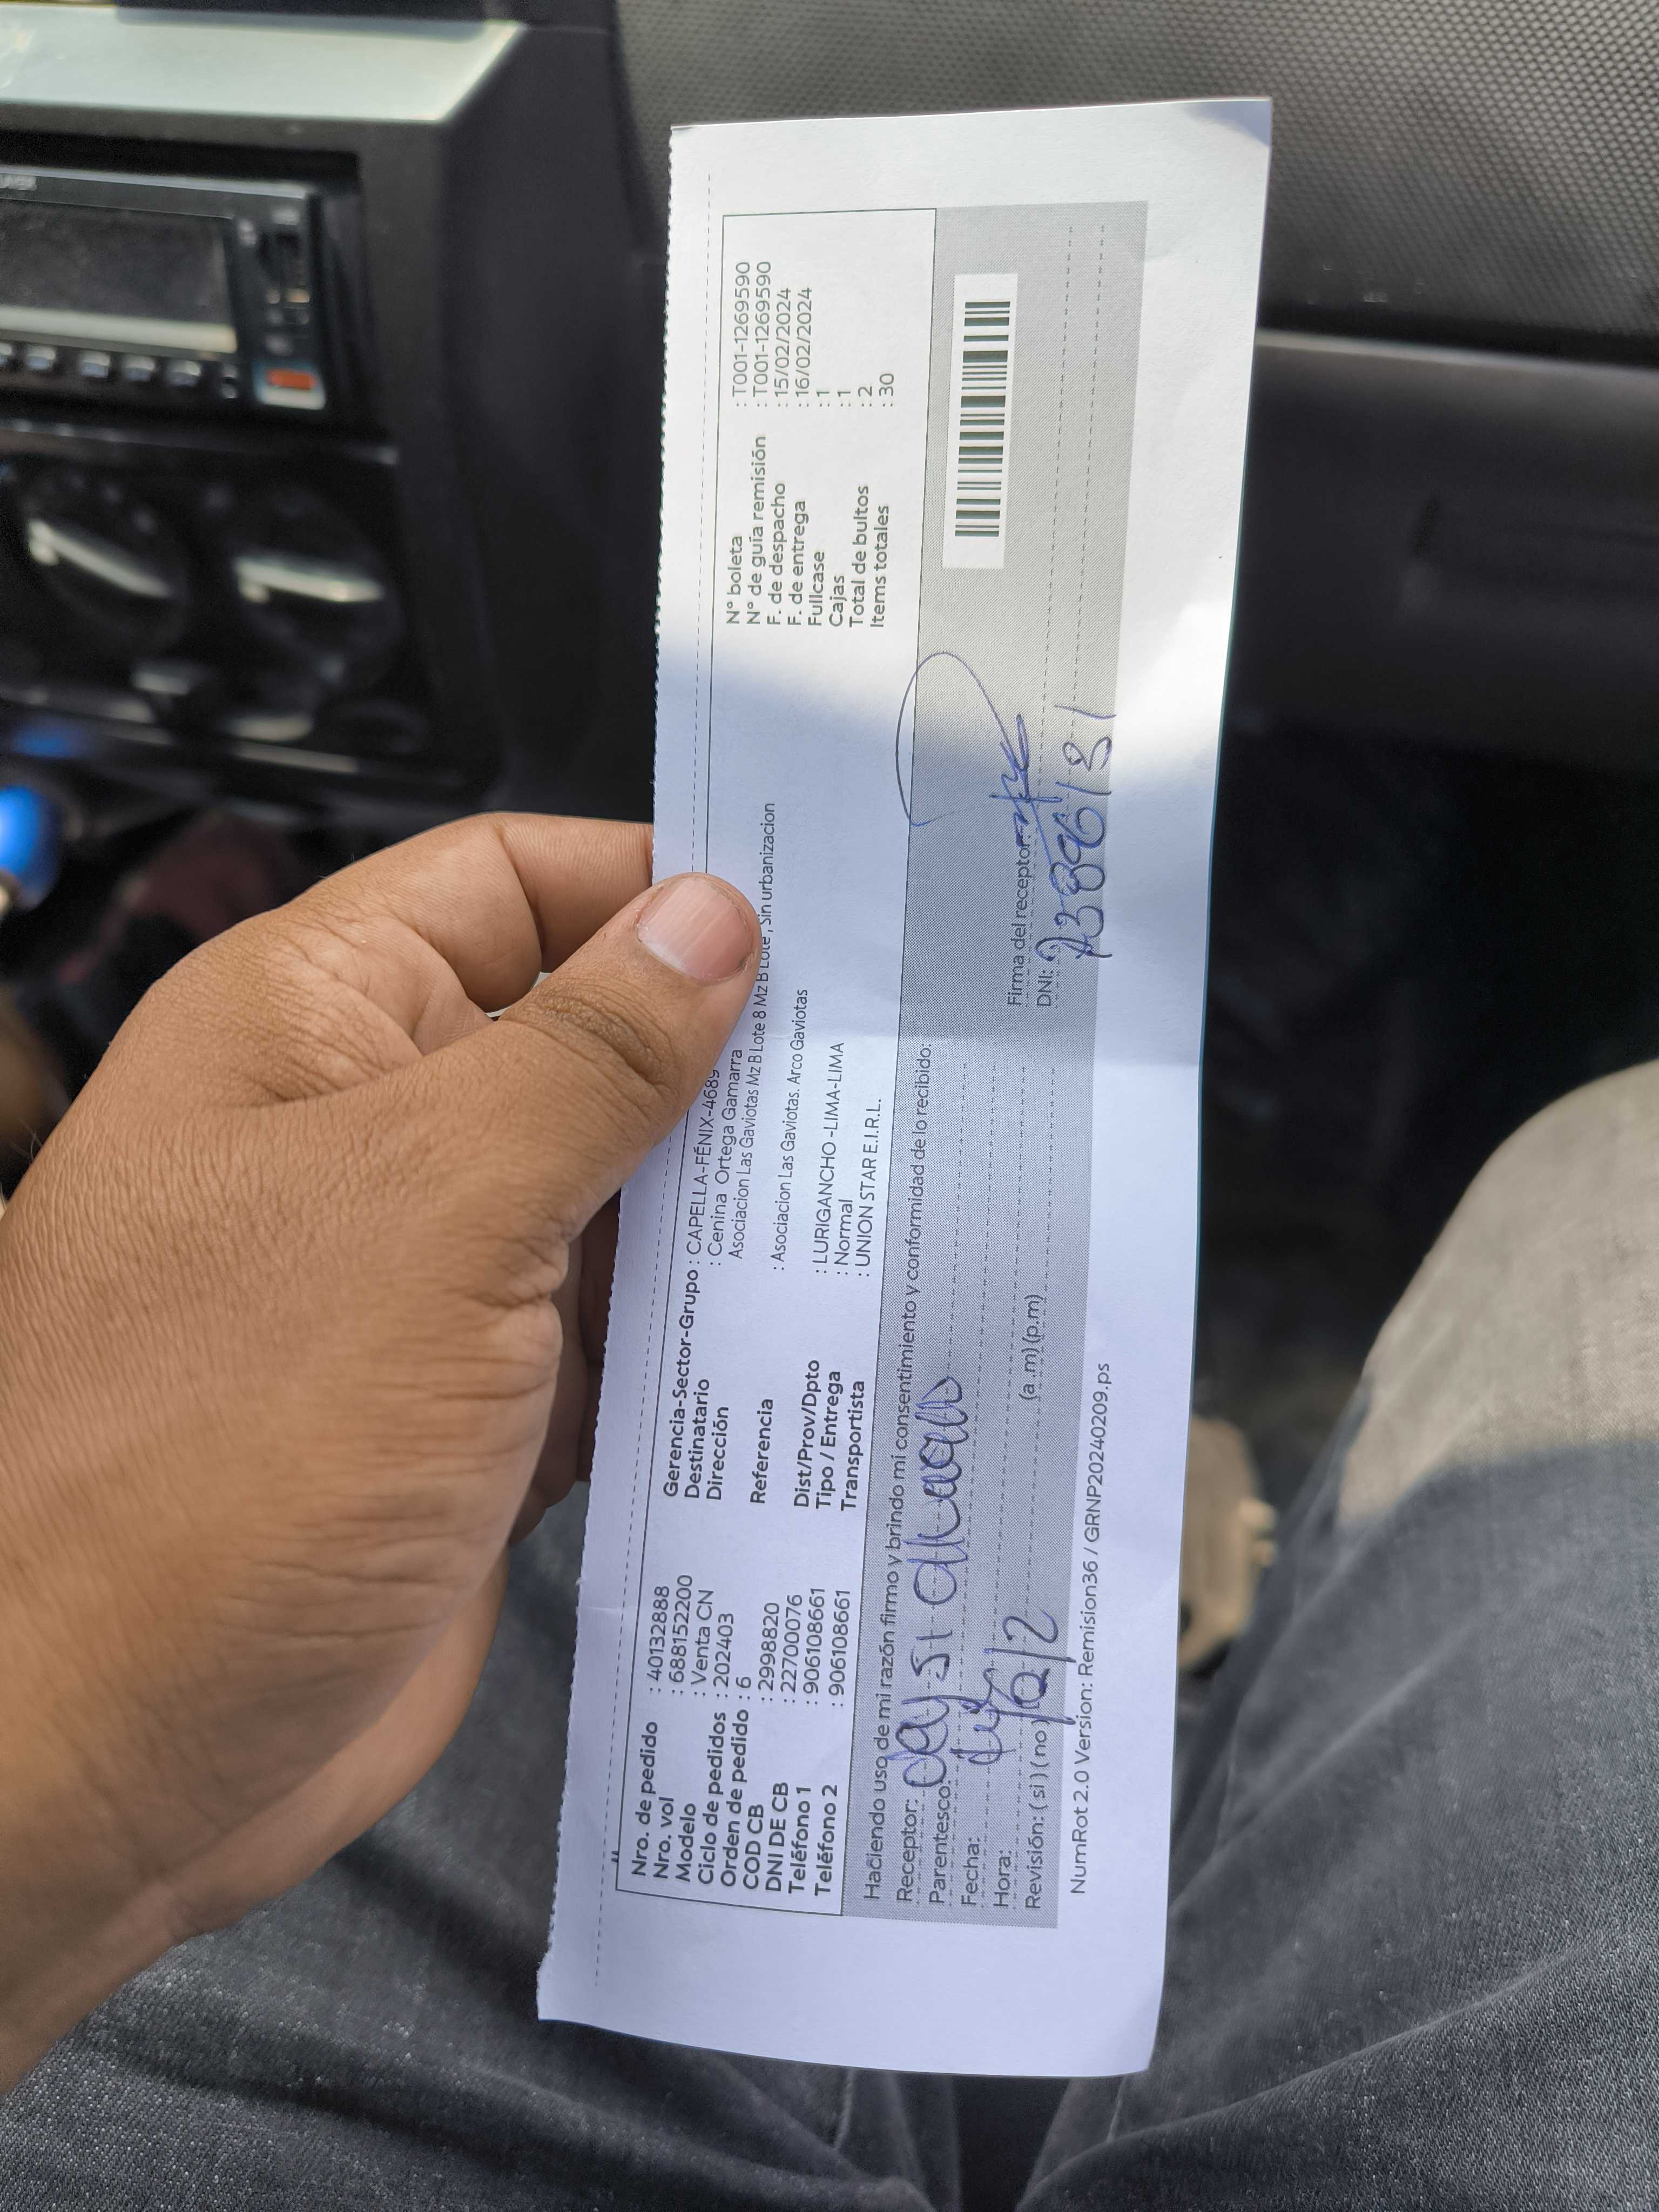 Nro. de pedido : 40132888
Nro. vol : 688152200
Modelo : Venta CN
Ciclo de pedidos : 202403
Orden de pedido : 6
COD CB : 2998820
DNI DE CB : 22700076
Teléfono 1 : 906108661
Teléfono 2 : 906108661
Gerencia-Sector-Grupo : CAPELLA-FÉNIX-4689
Destinatario : Cenina Ortega Gamarra
Dirección Asociacion Las Gaviotas Mz B Lote 8 Mz B Lote , Sin urbanizacion
Referencia : Asociacion Las Gaviotas. Arco Gaviotas
Dist/Prov/Dpto : LURIGANCHO -LIMA-LIMA
Tipo / Entrega : Normal
Transportista : UNION STAR E.I.R.L.
N° boleta : T001-1269590
N° de guía remisión : T001-1269590
F. de despacho : 15/02/2024
F. de entrega : 16/02/2024
Fullcase : 1
Cajas : 1
Total de bultos : 2
Items totales : 30
Haciendo uso de mi razón firmo y brindo mi consentimiento y conformidad de lo recibido:
Receptor:
Parentesco:
Fecha:
Hora: (a .m) (p.m)
Revisión: ( si ) ( no )
Firma del receptor:
DNI:
NumRot 2.0 Version: Remision36 / GRNP20240209.ps